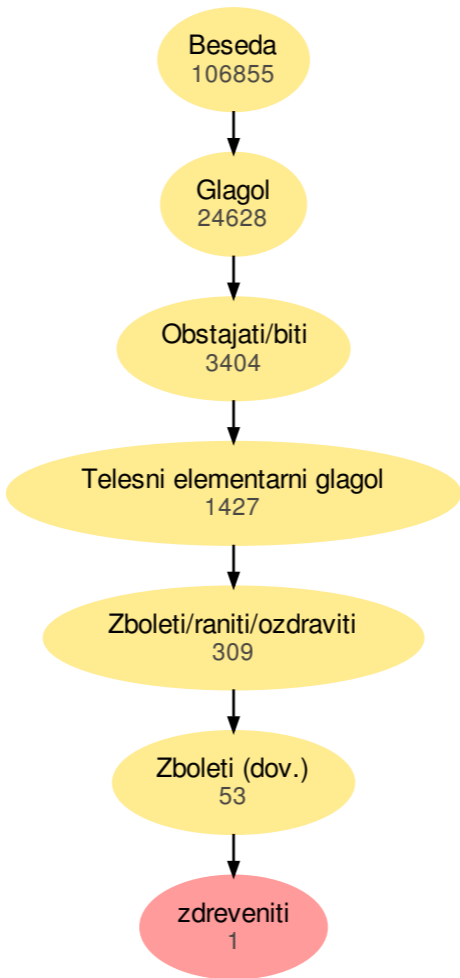 Beseda
106855
Glagol
24628
Obstajati/biti
3404
Telesni elementarni glagol
1427
Zboleti/raniti/ozdraviti
309
Zboleti (dov.)
53
zdreveniti
1